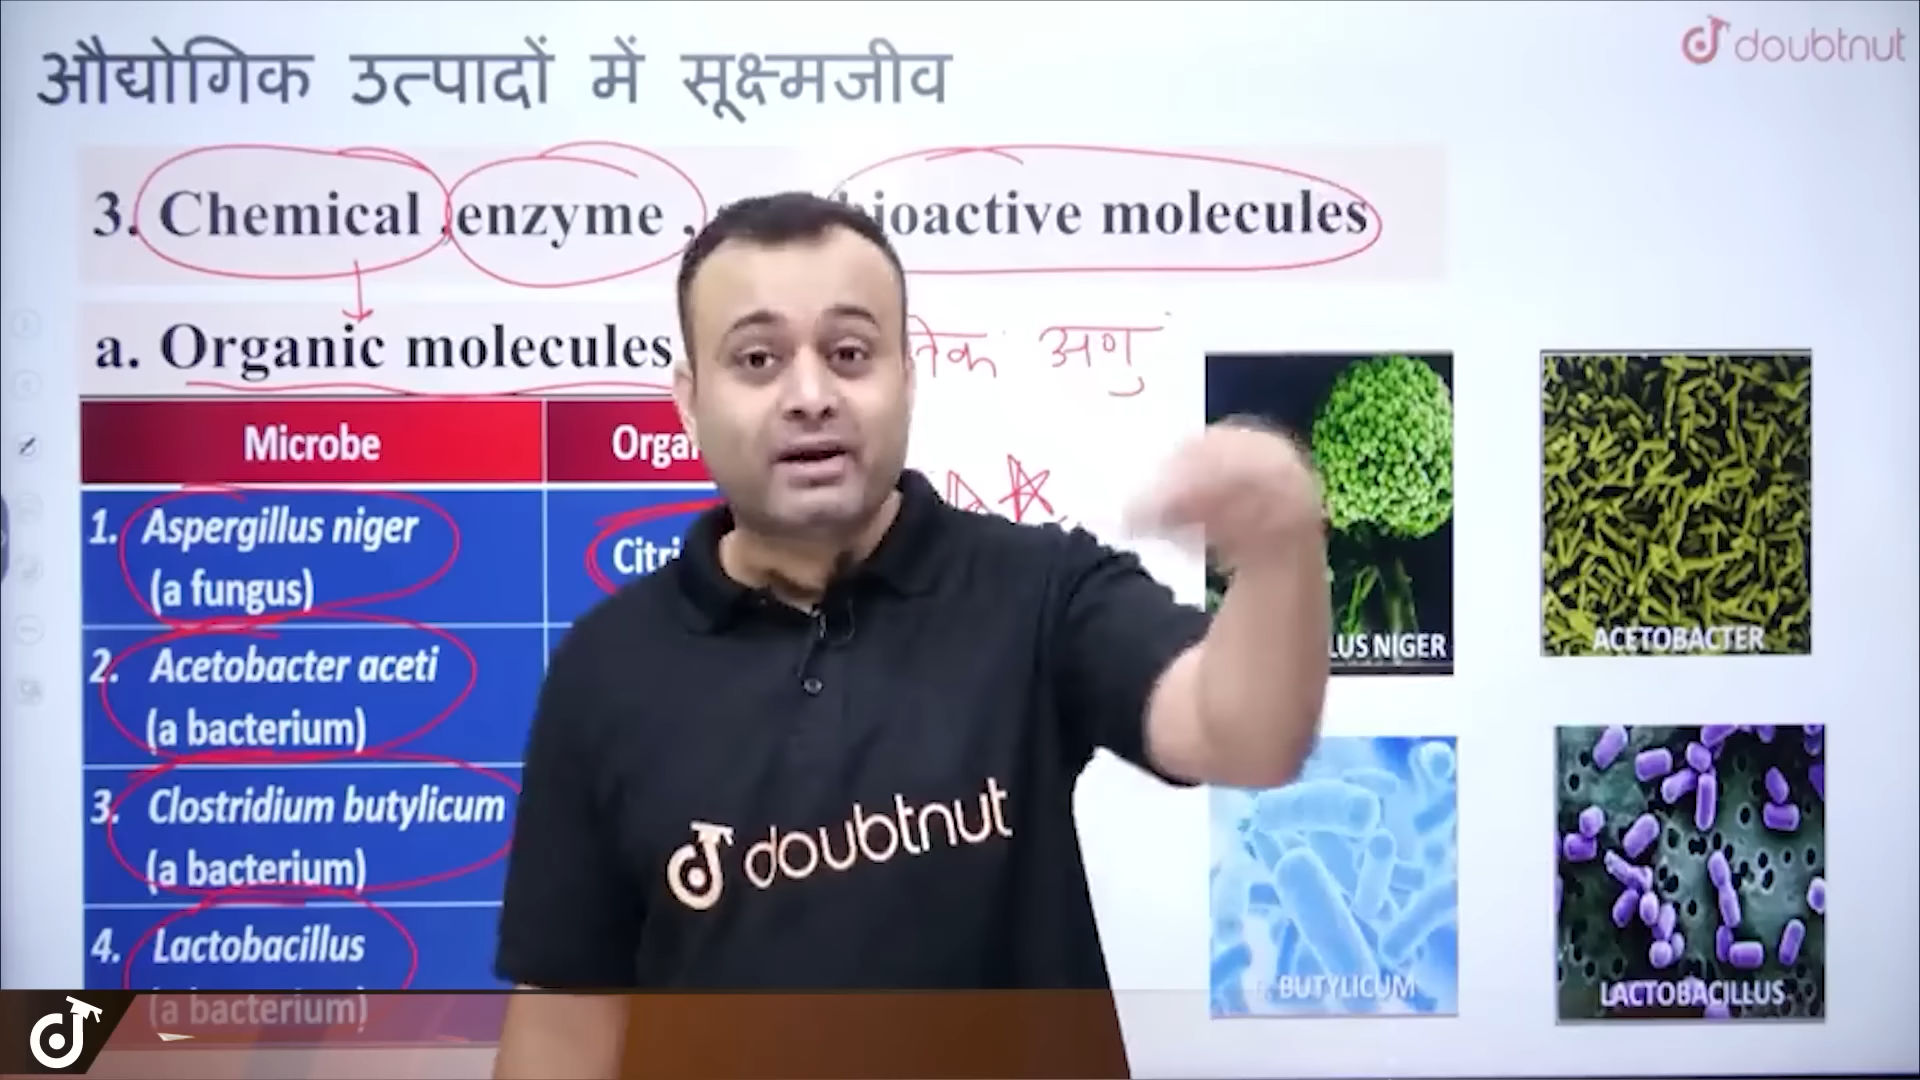 औद्योगिक उत्पादों में सूक्ष्मजीव
doubtnut
3. Chemical , enzyme ,
bioactive molecules
a. Organic molecules
अणु
Microbe
1. Aspergillus niger
(a fungus)
2. Acetobacter aceti
(a bacterium)
3. Clostridium butylicum
(a bacterium)
4. Lactobacillus
(a bacterium)
NIGER
ACETOBACTER
BUTYLICUM
LACTOBACILLUS
doubtnut